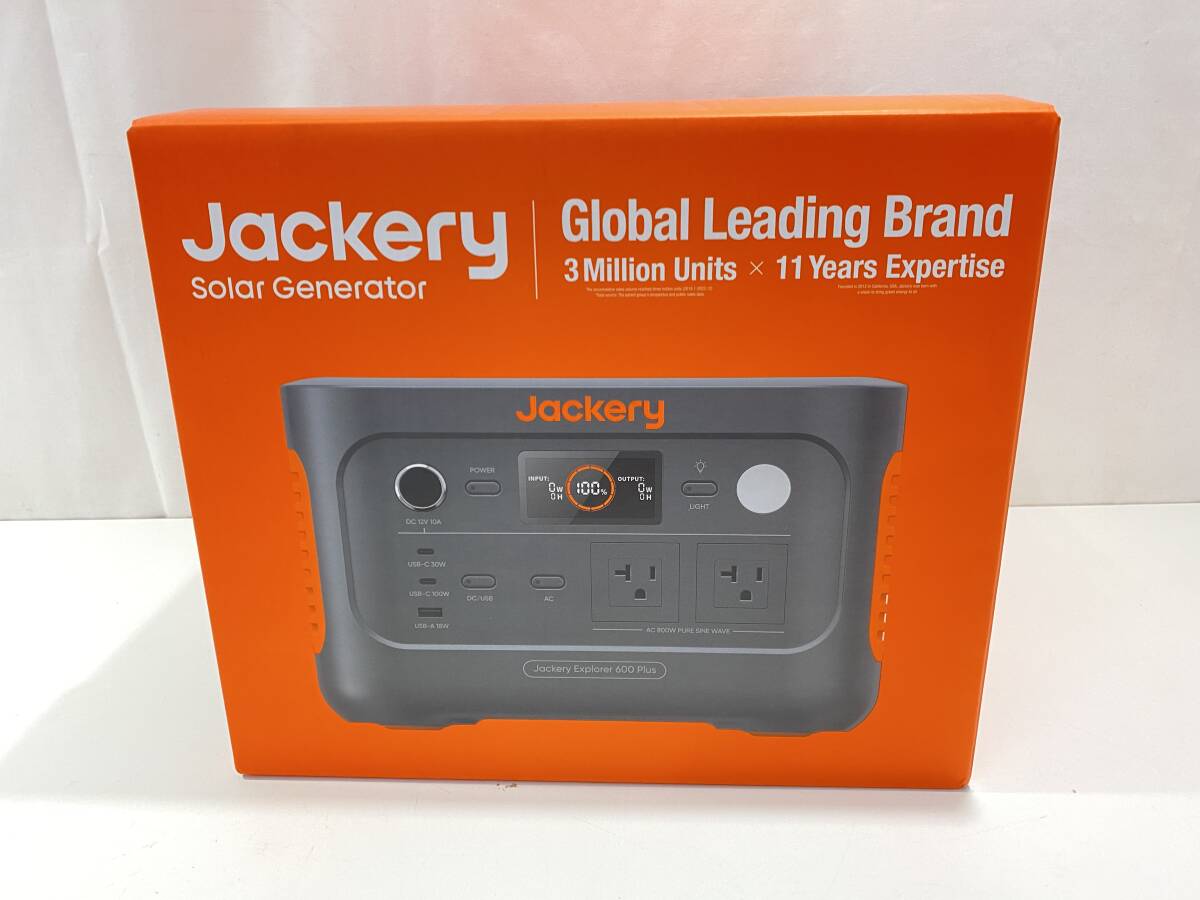 Jackery
Solar Generator
Global Leading Brand
3 Million Units × 11 Years Expertise
Jackery
POWER
INPUT:
0W
0H
100%
OUTPUT:
0W
0H
LIGHT
DC 12V 10A
USB-C 30W
USB-C 100W
USB-A 18W
DC/USB
AC
AC 800W PURE SINE WAVE
Jackery Explorer 600 Plus